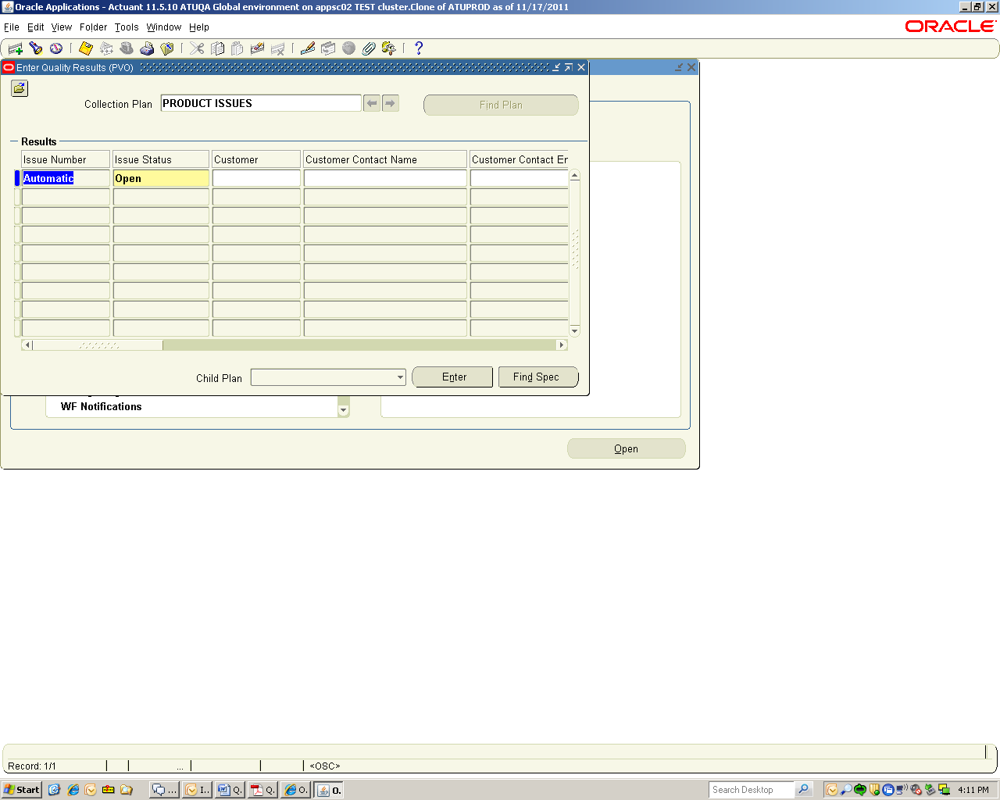 Oracle Applications - Actuant 11.5.10 ATUQA Global environment on appsc02 TEST cluster.Clone of ATUPROD as of 11/17/2011
File Edit View Folder Tools Window Help
ORACLE
Enter Quality Results (PVO)
Collection Plan PRODUCT ISSUES Find Plan
Results
Issue Number Issue Status Customer Customer Contact Name Customer Contact Er
Automatic Open
Child Plan Enter Find Spec
WF Notifications
Open
Record: 1/1 ... <OSC>
Start ... I.. Q. Q. O. O. Search Desktop 4:11 PM